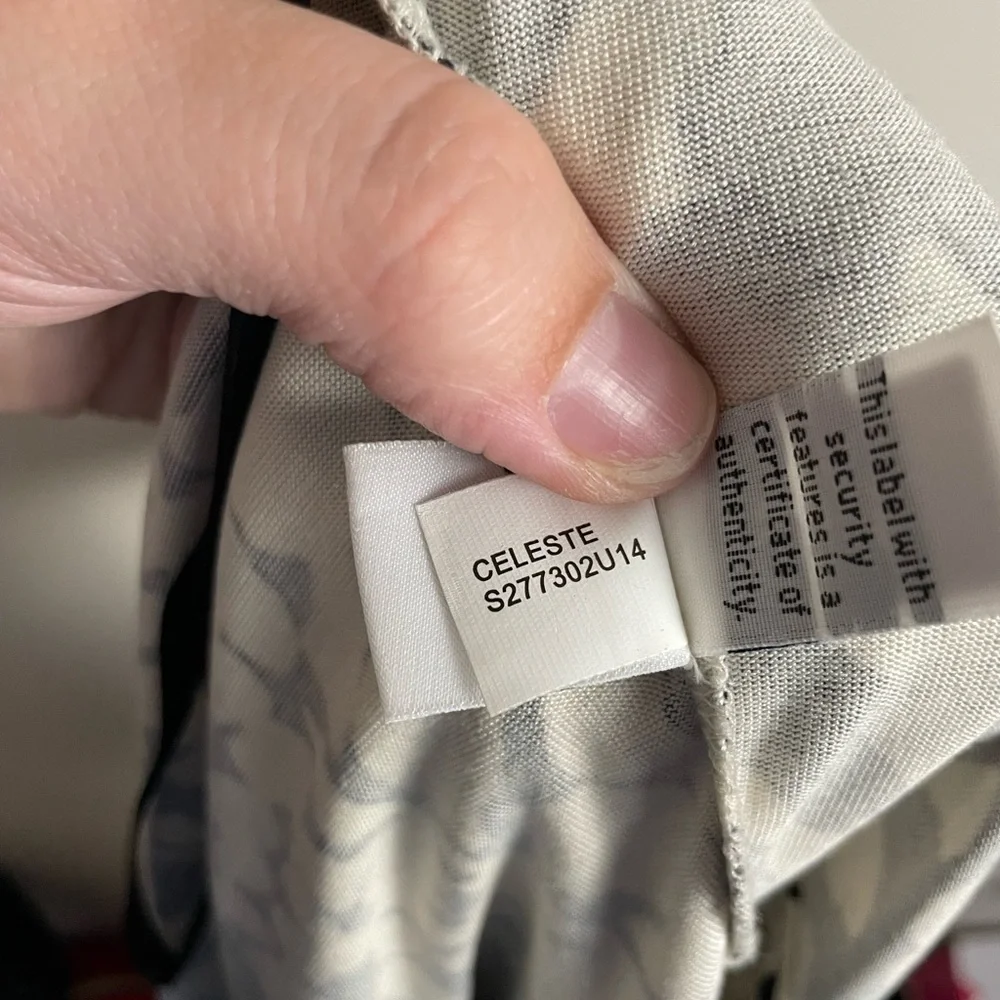 CELESTE
S277302U14
This label with
security
features is a
certificate of
authenticity.